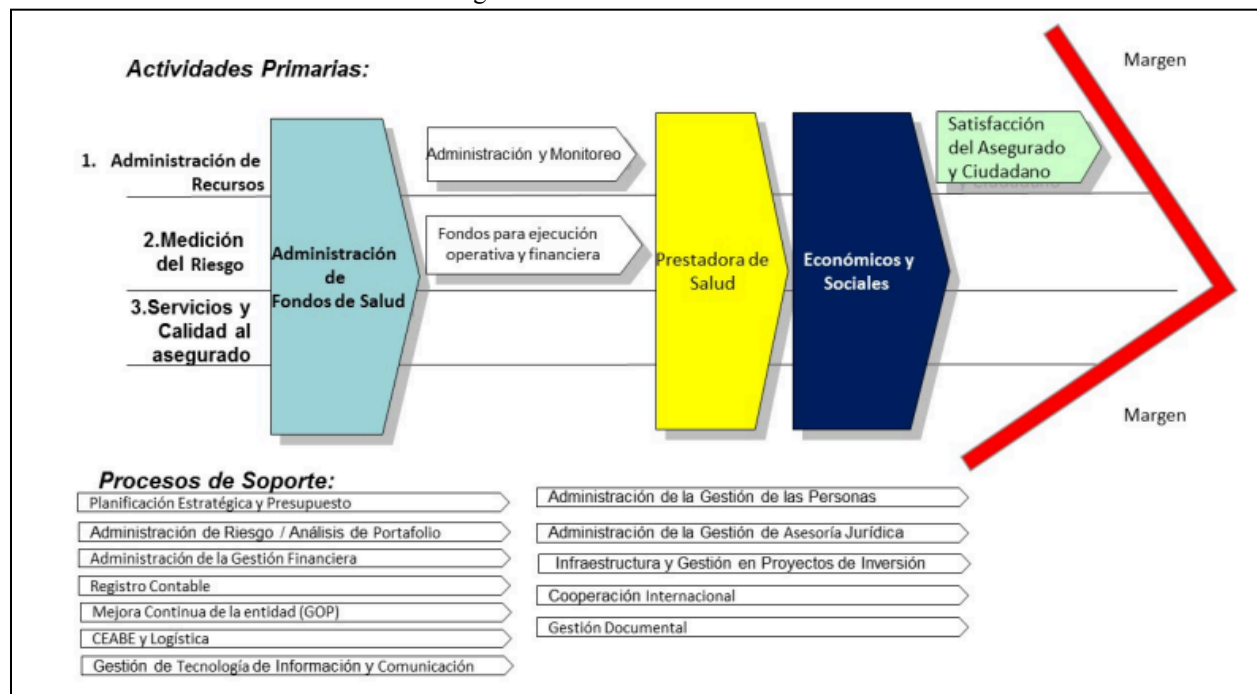 Actividades Primarias:
Margen
1. Administración de
Recursos
2.Medición
del Riesgo
3.Servicios y
Calidad al
asegurado
Administración
de
Fondos de Salud
Administración y Monitoreo
Fondos para ejecución
operativa y financiera
Prestadora de
Salud
Económicos y
Sociales
Satisfacción
del Asegurado
y Ciudadano
Margen
Procesos de Soporte:
Planificación Estratégica y Presupuesto
Administración de Riesgo / Análisis de Portafolio
Administración de la Gestión Financiera
Registro Contable
Mejora Continua de la entidad (GOP)
CEABE y Logística
Gestión de Tecnología de Información y Comunicación
Administración de la Gestión de las Personas
Administración de la Gestión de Asesoría Jurídica
Infraestructura y Gestión en Proyectos de Inversión
Cooperación Internacional
Gestión Documental